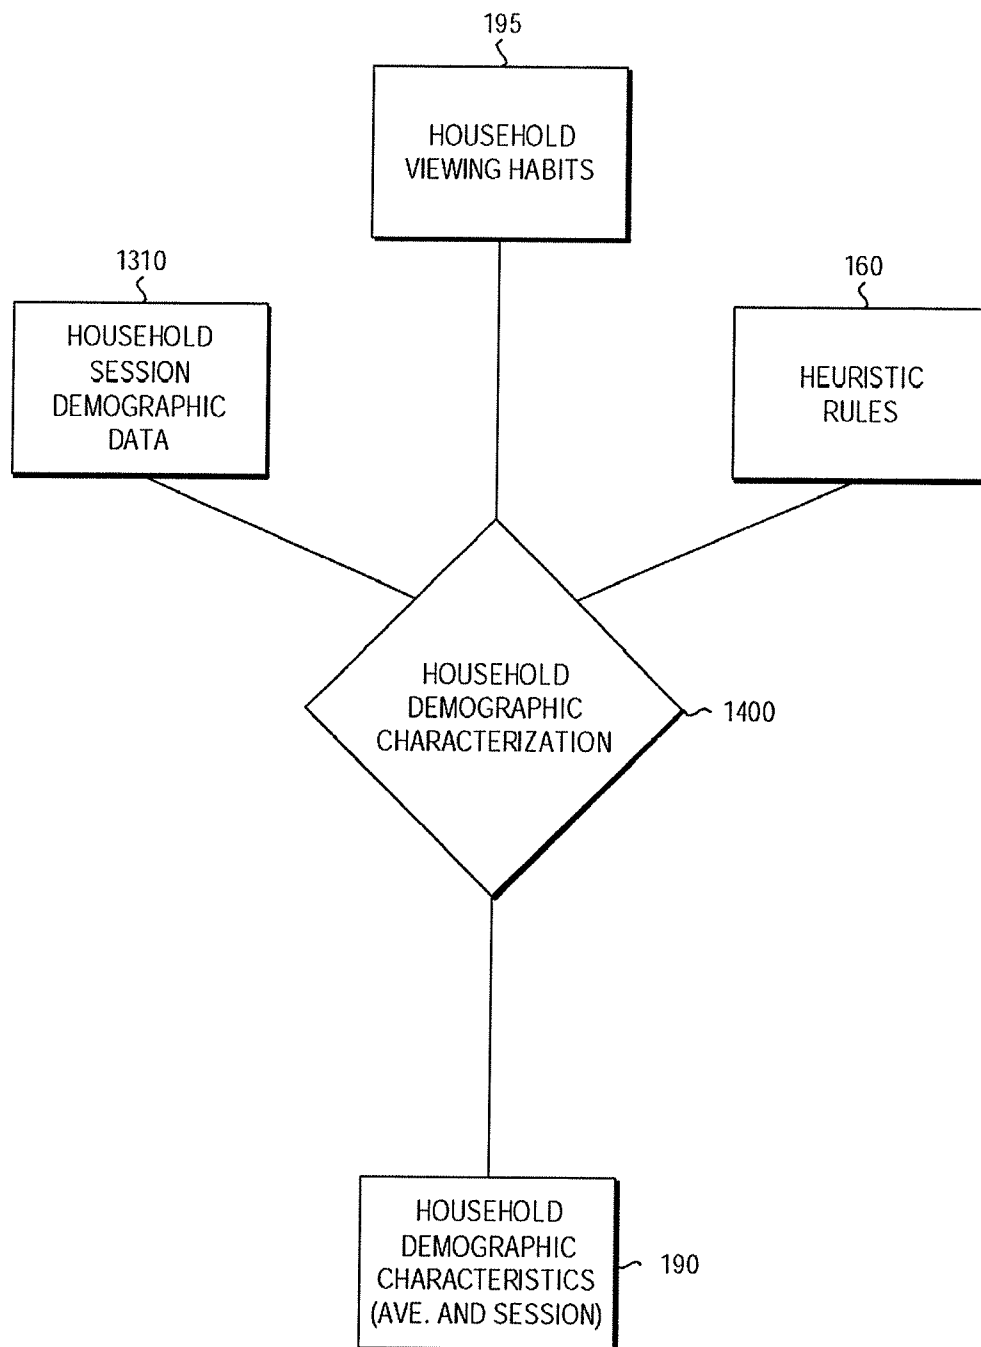 195
HOUSEHOLD
VIEWING HABITS
1310
HOUSEHOLD
SESSION
DEMOGRAPHIC
DATA
160
HEURISTIC
RULES
HOUSEHOLD
DEMOGRAPHIC
CHARACTERIZATION
1400
HOUSEHOLD
DEMOGRAPHIC
CHARACTERISTICS
(AVE. AND SESSION)
190